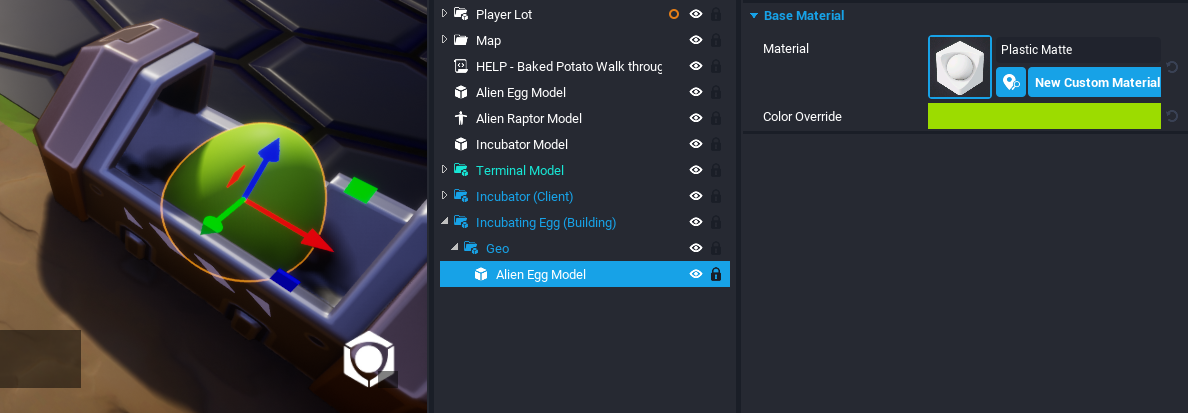 Player Lot
Map
HELP - Baked Potato Walk throug
Alien Egg Model
Alien Raptor Model
Incubator Model
Terminal Model
Incubator (Client)
Incubating Egg (Building)
Geo
Alien Egg Model
Base Material
Material
Plastic Matte
New Custom Material
Color Override